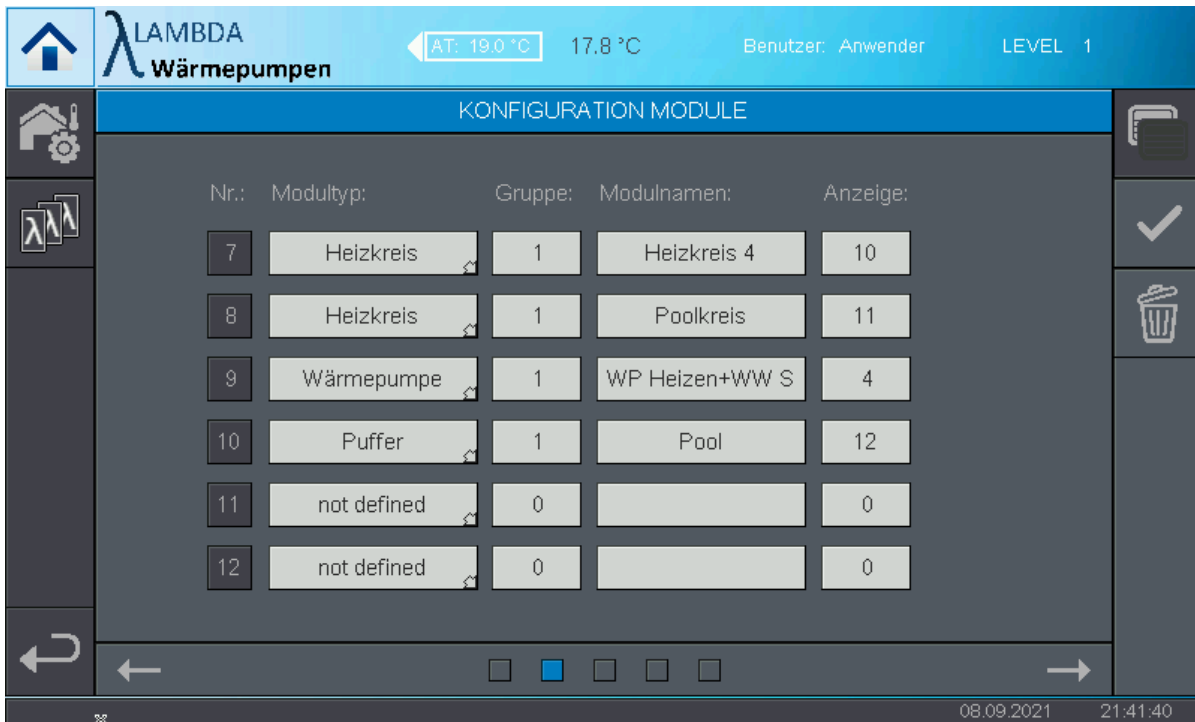 LAMBDA
Wärmepumpen
AT: 19.0 °C 17.8 °C Benutzer: Anwender LEVEL 1
KONFIGURATION MODULE
Nr.: Modultyp: Gruppe: Modulnamen: Anzeige:
7 Heizkreis 1 Heizkreis 4 10
8 Heizkreis 1 Poolkreis 11
9 Wärmepumpe 1 WP Heizen+WW S 4
10 Puffer 1 Pool 12
11 not defined 0 0
12 not defined 0 0
08.09.2021 21:41:40